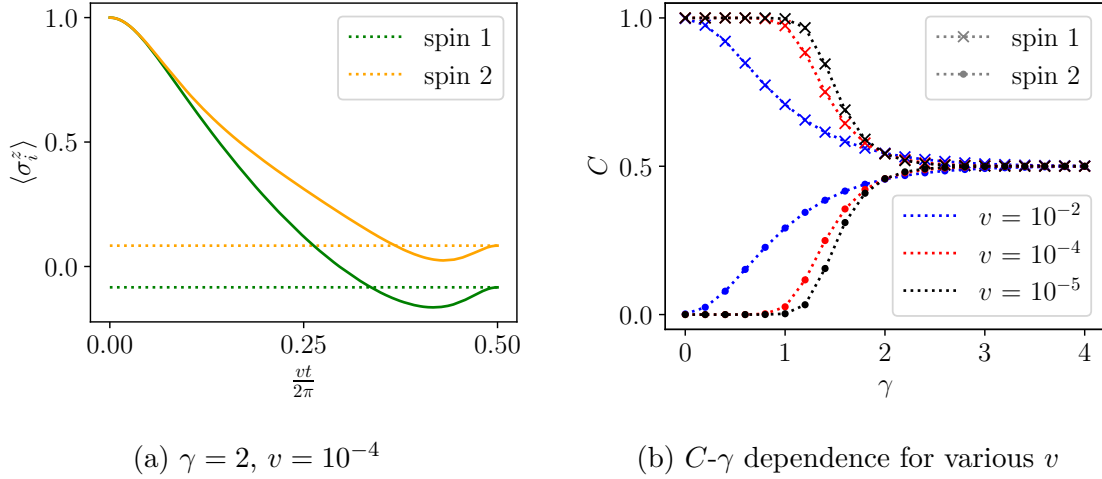 1.0
0.5
0.0
⟨σ_i^z⟩
spin 1
spin 2
0.00
0.25
0.50
vt/2π
(a) γ = 2, v = 10^{-4}
1.0
0.5
0.0
C
spin 1
spin 2
v = 10^{-2}
v = 10^{-4}
v = 10^{-5}
0
1
2
3
4
γ
(b) C-γ dependence for various v